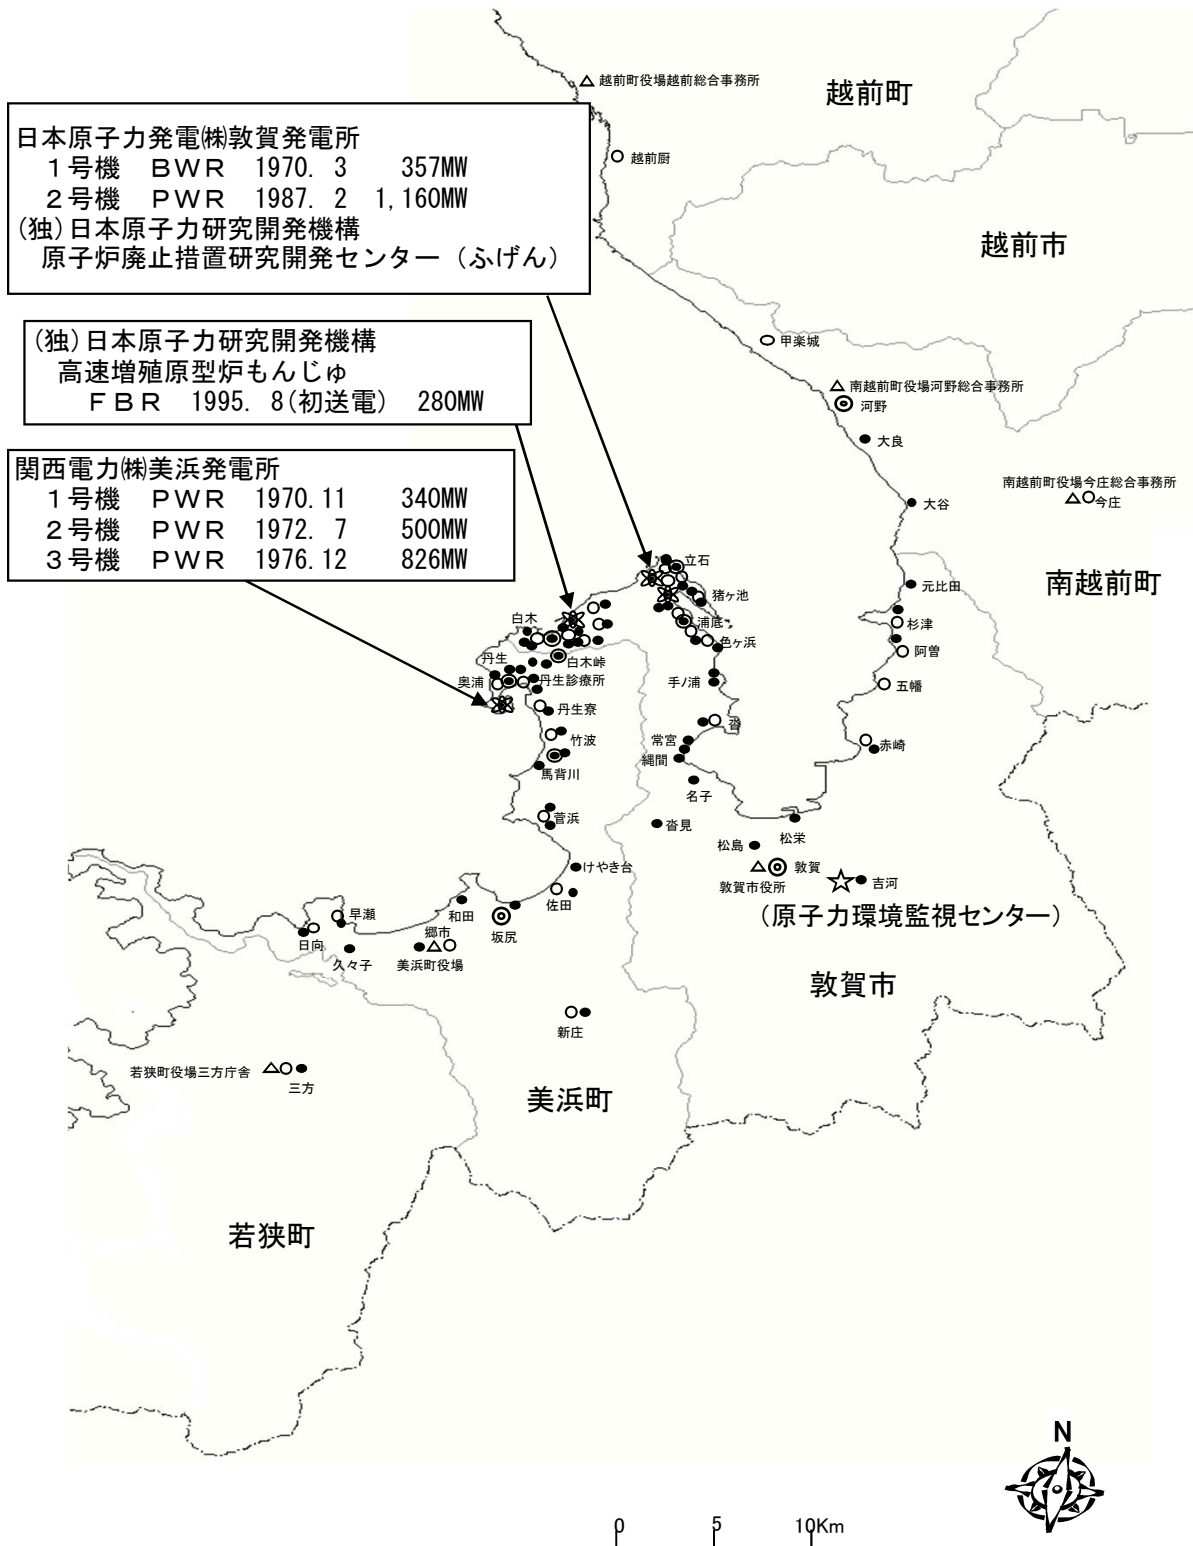 越前町役場越前総合事務所
越前町
日本原子力発電㈱敦賀発電所
1号機 BWR 1970. 3 357MW
2号機 PWR 1987. 2 1,160MW
(独)日本原子力研究開発機構
原子炉廃止措置研究開発センター (ふげん)
越前厨
越前市
(独)日本原子力研究開発機構
高速増殖原型炉もんじゅ
FBR 1995. 8(初送電) 280MW
甲楽城
南越前町役場河野総合事務所
河野
大良
関西電力㈱美浜発電所
1号機 PWR 1970.11 340MW
2号機 PWR 1972. 7 500MW
3号機 PWR 1976.12 826MW
南越前町役場今庄総合事務所
今庄
大谷
立石
南越前町
元比田
猪ヶ池
白木
浦底
杉津
色ヶ浜
阿曽
丹生
白木峠
奥浦
丹生診療所
手ノ浦
五幡
丹生寮
沓
竹波
常宮
赤崎
縄間
馬背川
名子
菅浜
沓見
松栄
松島
けやき台
敦賀
敦賀市役所
吉河
佐田
(原子力環境監視センター)
和田
早瀬
坂尻
郷市
日向
久々子
美浜町役場
敦賀市
新庄
若狭町役場三方庁舎
三方
美浜町
若狭町
N
0 5 10Km